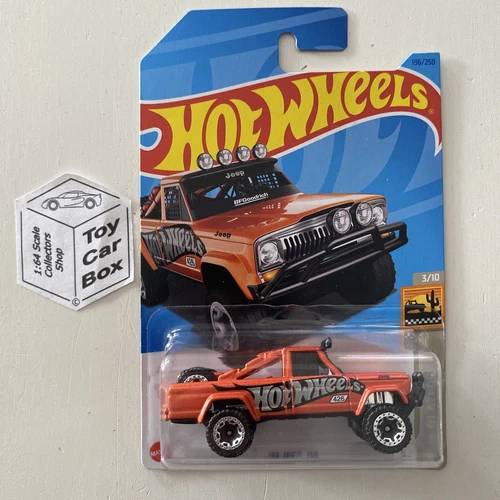 196/250
HOT WHEELS
Jeep
BFGoodrich
Jeep
HOT WHEELS
426
3/10
1:64 Scale
Collectors
Shop
Toy
Car
Box
©
HOT WHEELS
426